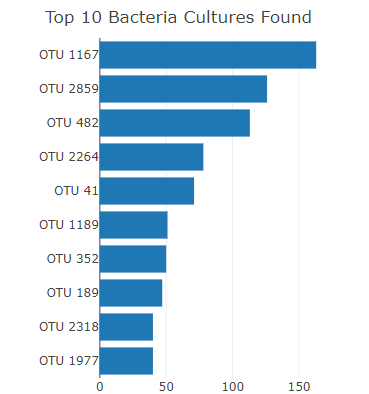 Top 10 Bacteria Cultures Found
OTU 1167
OTU 2859
OTU 482
OTU 2264
OTU 41
OTU 1189
OTU 352
OTU 189
OTU 2318
OTU 1977
0 50 100 150